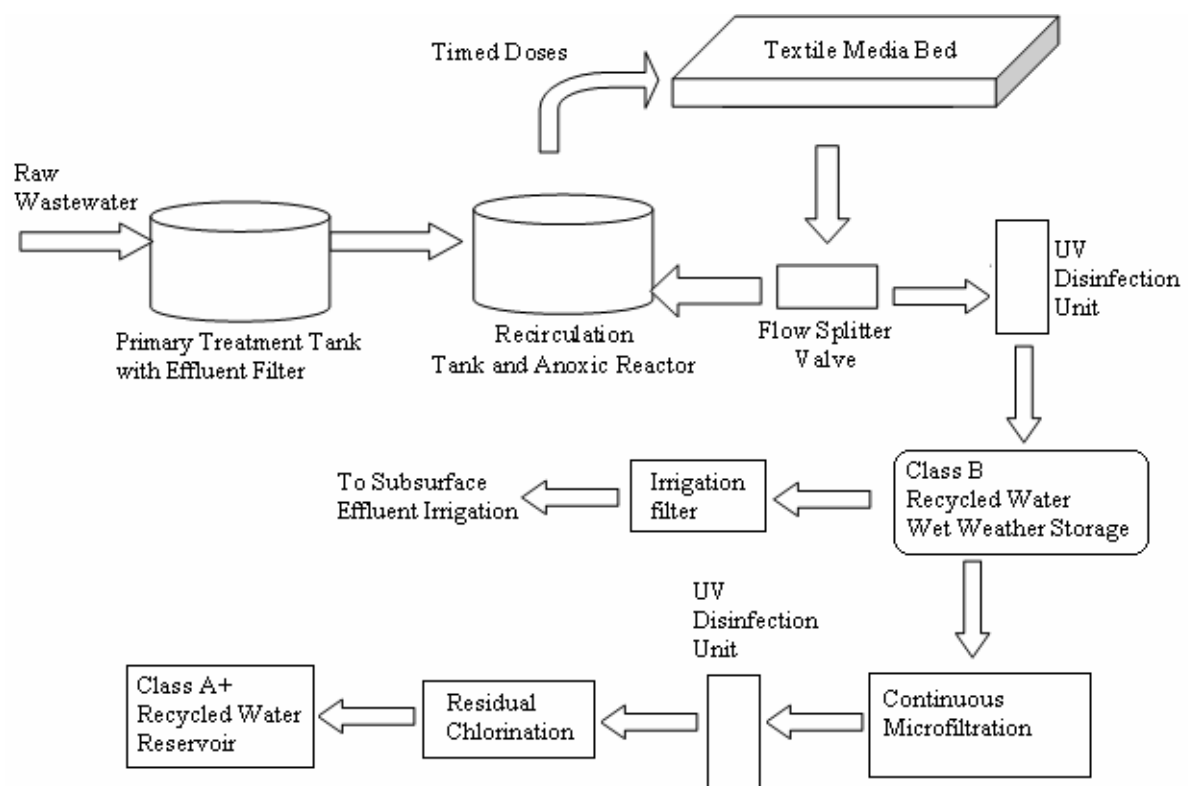 Timed Doses
Textile Media Bed
Raw
Wastewater
Primary Treatment Tank
with Effluent Filter
Recirculation
Tank and Anoxic Reactor
Flow Splitter
Valve
UV
Disinfection
Unit
Class B
Recycled Water
Wet Weather Storage
Irrigation
filter
To Subsurface
Effluent Irrigation
UV
Disinfection
Unit
Continuous
Microfiltration
Residual
Chlorination
Class A+
Recycled Water
Reservoir